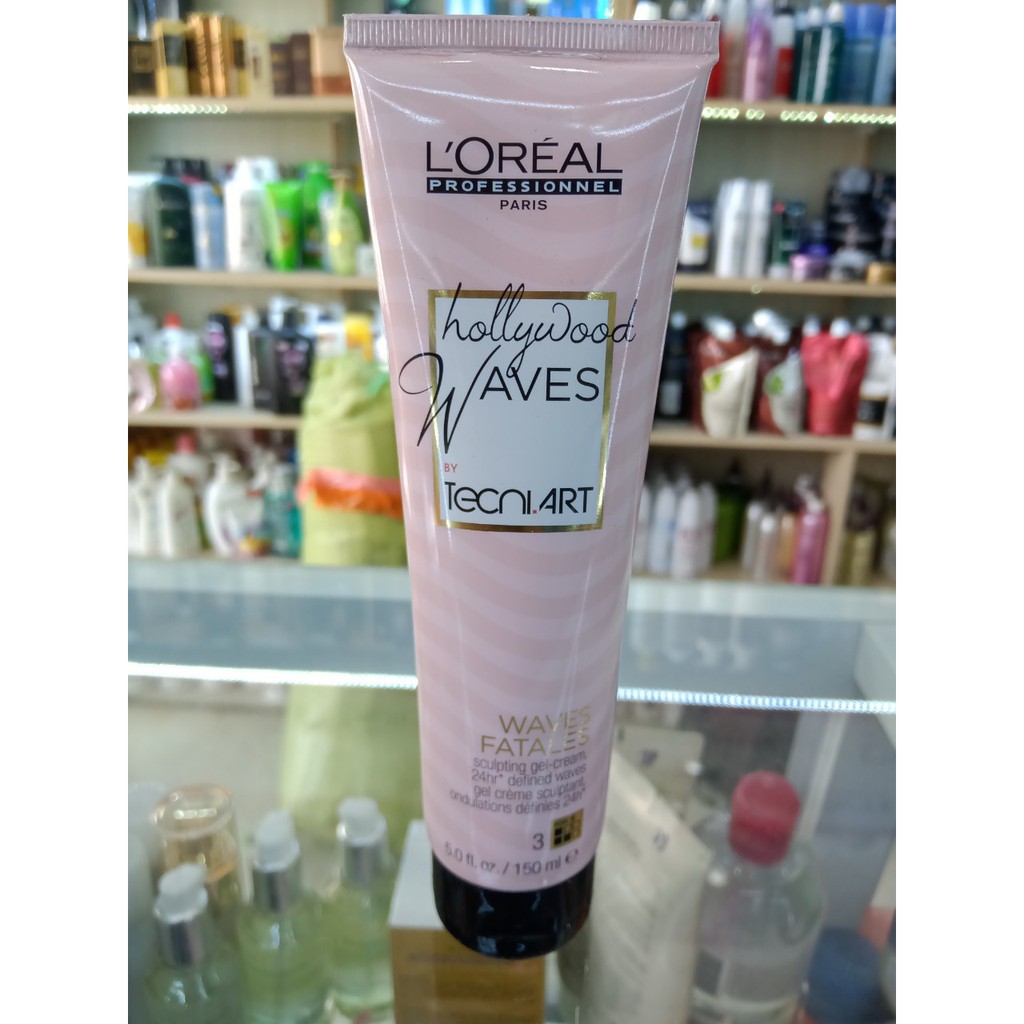 L'ORÉAL
PROFESSIONNEL
PARIS
hollywood
WAVES
BY
TECNI.ART
WAVES
FATALES
sculpting gel-cream,
24hr* defined waves
gel crème sculptant,
ondulations définies 24h*
3
5.0 fl. oz. / 150 ml e